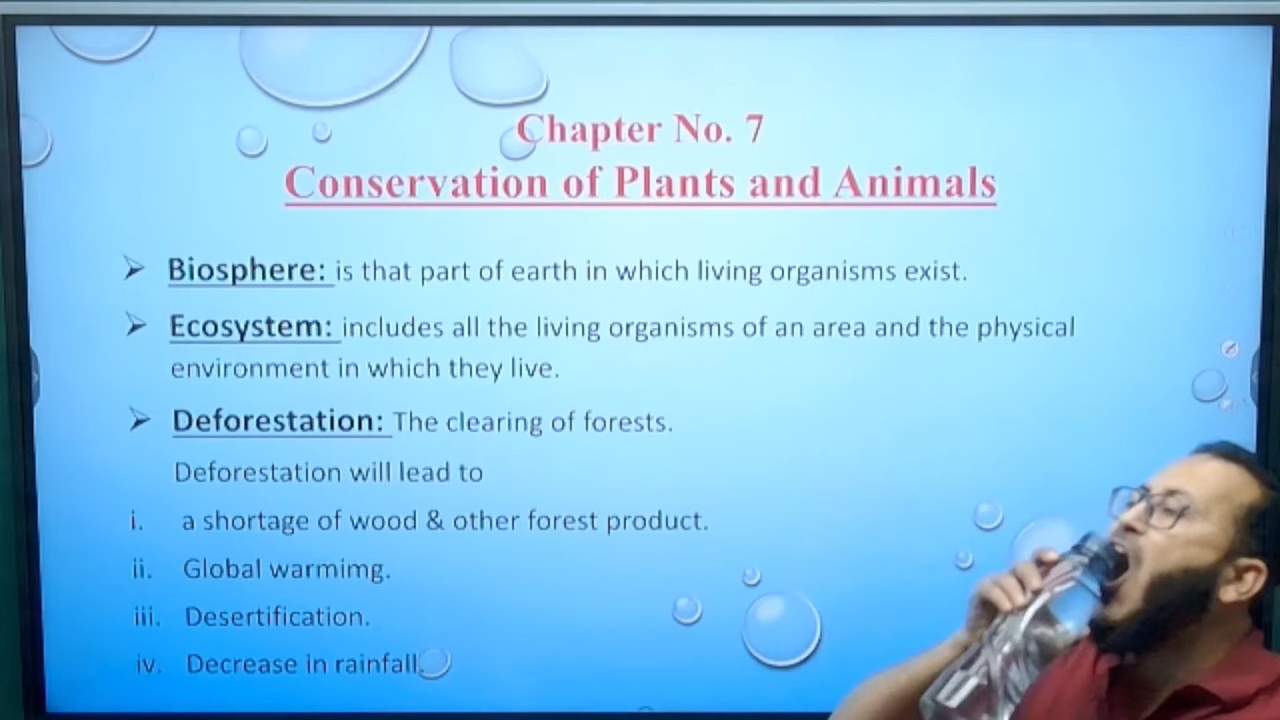 Chapter No. 7
Conservation of Plants and Animals
➢ Biosphere: is that part of earth in which living organisms exist.
➢ Ecosystem: includes all the living organisms of an area and the physical
environment in which they live.
➢ Deforestation: The clearing of forests.
Deforestation will lead to
i. a shortage of wood & other forest product.
ii. Global warmimg.
iii. Desertification.
iv. Decrease in rainfall.